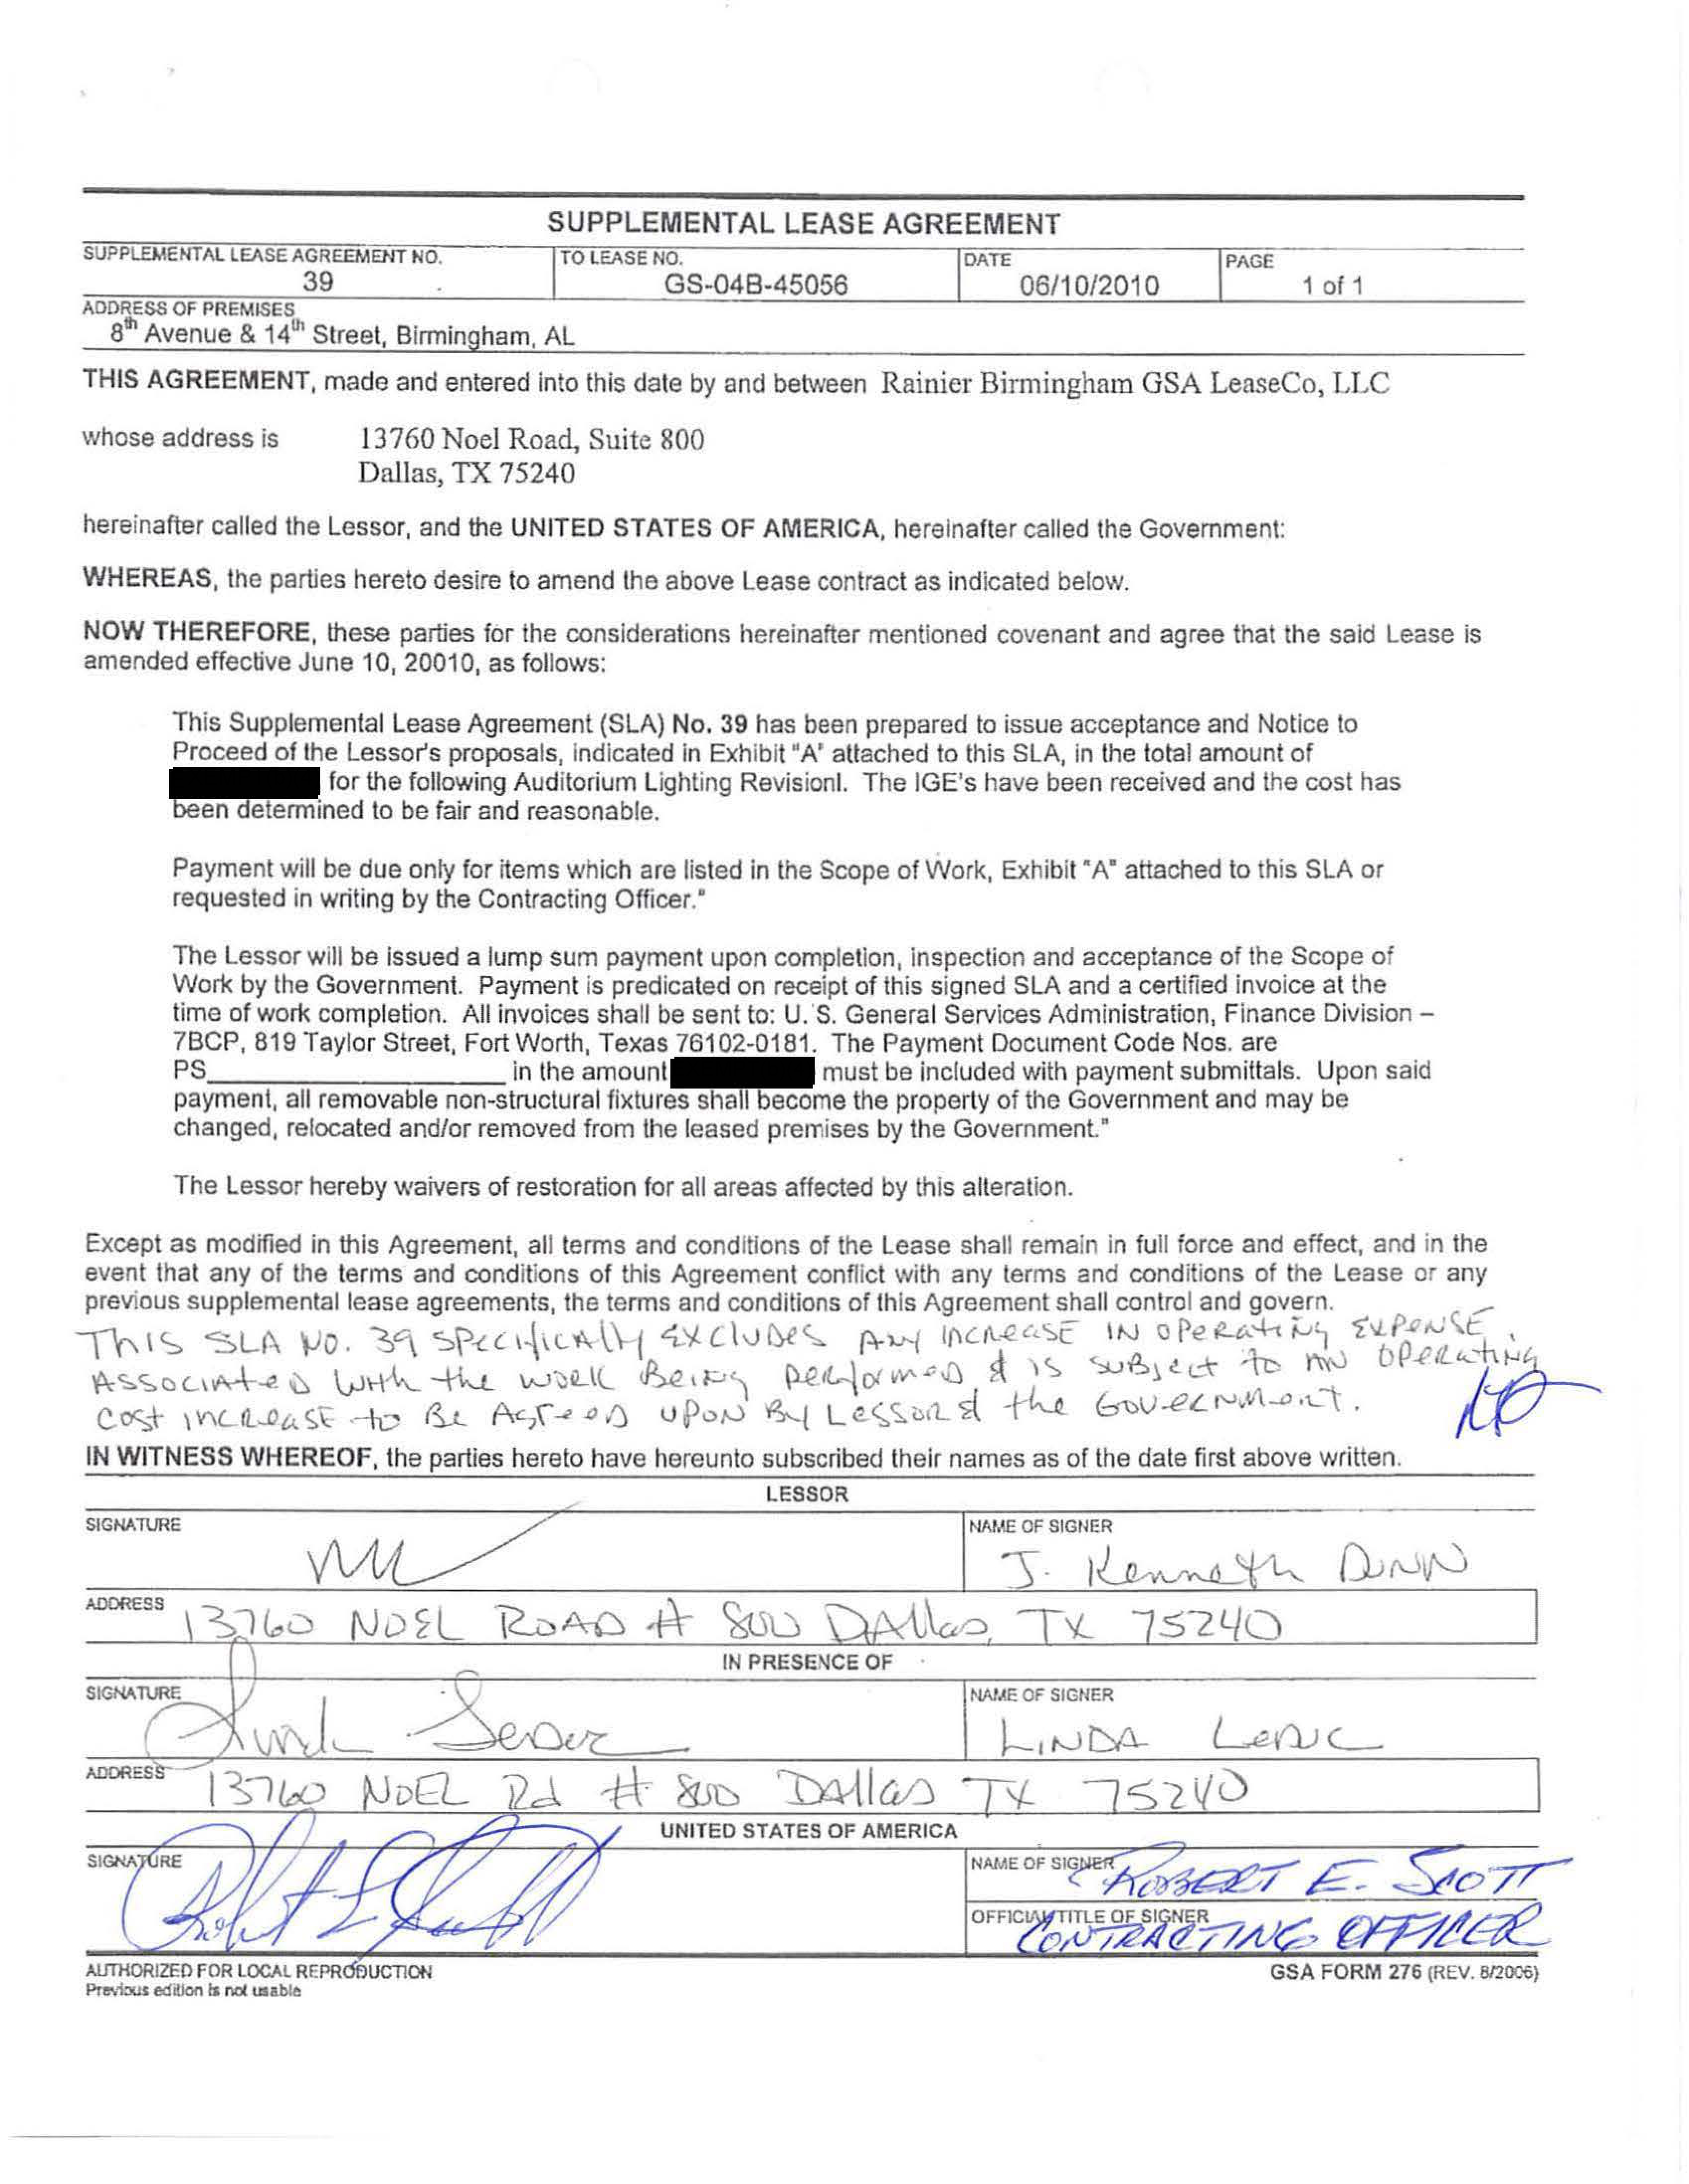 SUPPLEMENTAL LEASE AGREEMENT
SUPPLEMENTAL LEASE AGREEMENT NO.
39
TO LEASE NO.
GS-04B-45056
DATE
06/10/2010
PAGE
1 of 1
ADDRESS OF PREMISES
8th Avenue & 14th Street, Birmingham, AL
THIS AGREEMENT, made and entered into this date by and between Rainier Birmingham GSA LeaseCo, LLC
whose address is 13760 Noel Road, Suite 800
Dallas, TX 75240
hereinafter called the Lessor, and the UNITED STATES OF AMERICA, hereinafter called the Government:
WHEREAS, the parties hereto desire to amend the above Lease contract as indicated below.
NOW THEREFORE, these parties for the considerations hereinafter mentioned covenant and agree that the said Lease is
amended effective June 10, 20010, as follows:
This Supplemental Lease Agreement (SLA) No. 39 has been prepared to issue acceptance and Notice to
Proceed of the Lessor's proposals, indicated in Exhibit "A' attached to this SLA, in the total amount of
for the following Auditorium Lighting Revisionl. The IGE's have been received and the cost has
been determined to be fair and reasonable.
Payment will be due only for items which are listed in the Scope of Work, Exhibit "A" attached to this SLA or
requested in writing by the Contracting Officer."
The Lessor will be issued a lump sum payment upon completion, inspection and acceptance of the Scope of
Work by the Government. Payment is predicated on receipt of this signed SLA and a certified invoice at the
time of work completion. All invoices shall be sent to: U. S. General Services Administration, Finance Division –
7BCP, 819 Taylor Street, Fort Worth, Texas 76102-0181. The Payment Document Code Nos. are
PS____________________ in the amount must be included with payment submittals. Upon said
payment, all removable non-structural fixtures shall become the property of the Government and may be
changed, relocated and/or removed from the leased premises by the Government."
The Lessor hereby waivers of restoration for all areas affected by this alteration.
Except as modified in this Agreement, all terms and conditions of the Lease shall remain in full force and effect, and in the
event that any of the terms and conditions of this Agreement conflict with any terms and conditions of the Lease or any
previous supplemental lease agreements, the terms and conditions of this Agreement shall control and govern.
THIS SLA NO. 39 SPECIFICALLY EXCLUDES ANY INCREASE IN OPERATING EXPENSE
ASSOCIATED WITH THE WORK BEING PERFORMED & IS SUBJECT TO AN OPERATING
COST INCREASE TO BE AGREED UPON BY LESSOR & THE GOVERNMENT.
IN WITNESS WHEREOF, the parties hereto have hereunto subscribed their names as of the date first above written.
LESSOR
SIGNATURE
NAME OF SIGNER
J. Kenneth DUNN
ADDRESS
13760 NOEL ROAD # 800 DALLAS, TX 75240
IN PRESENCE OF
SIGNATURE
NAME OF SIGNER
LINDA LeDUC
ADDRESS
13760 NOEL Rd # 800 DALLAS TX 75240
UNITED STATES OF AMERICA
SIGNATURE
NAME OF SIGNER
ROBERT E. SCOTT
OFFICIAL TITLE OF SIGNER
CONTRACTING OFFICER
AUTHORIZED FOR LOCAL REPRODUCTION
Previous edition is not usable
GSA FORM 276 (REV. 8/2006)